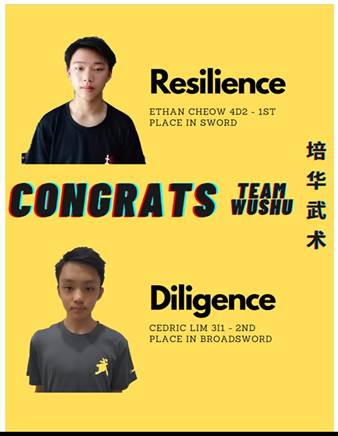 Resilience
ETHAN CHEOW 4D2 - 1ST
PLACE IN SWORD
CONGRATS
TEAM
WUSHU
培华武术
Diligence
CEDRIC LIM 3I1 - 2ND
PLACE IN BROADSWORD